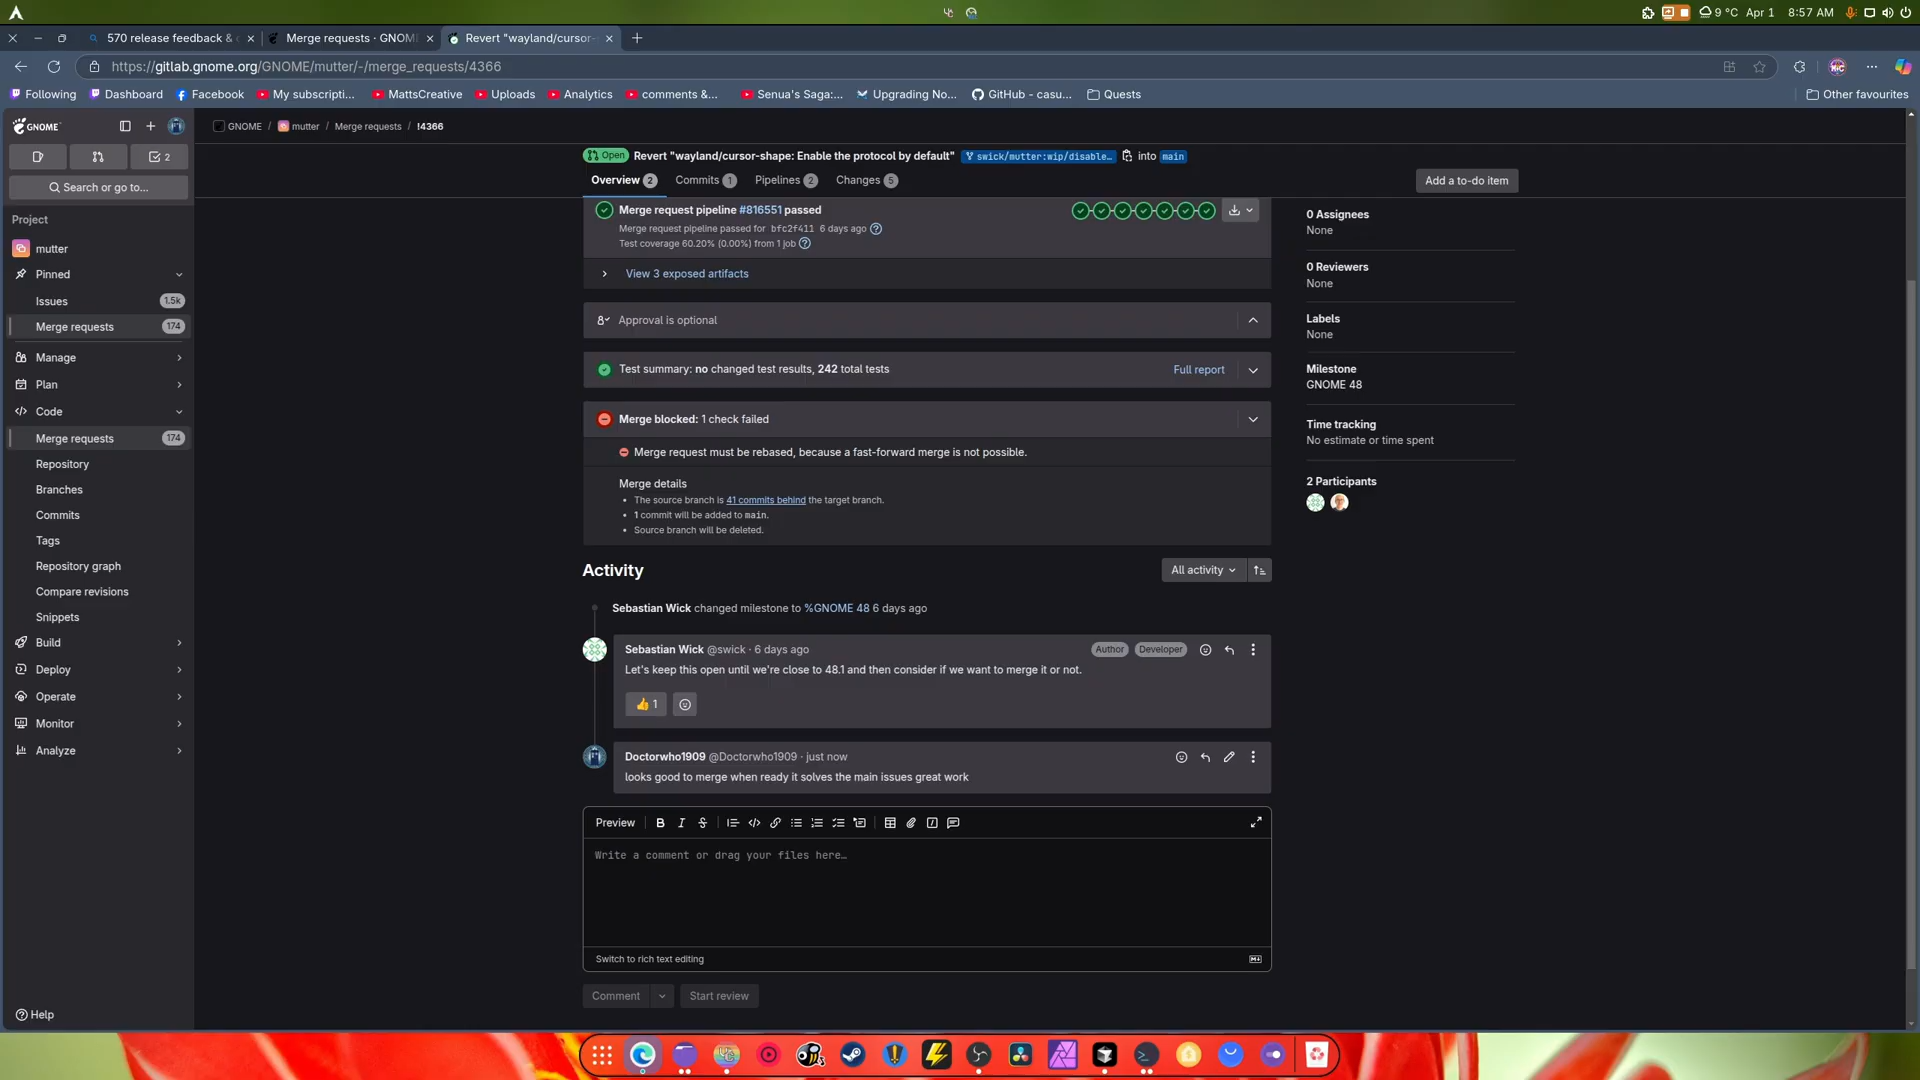 9 °C Apr 1 8:57 AM
570 release feedback &
Merge requests · GNOM
Revert "wayland/cursor-
https://gitlab.gnome.org/GNOME/mutter/-/merge_requests/4366
Following
Dashboard
Facebook
My subscripti...
MattsCreative
Uploads
Analytics
comments &...
Senua's Saga:...
Upgrading No...
GitHub - casu...
Quests
Other favourites
GNOME
GNOME / mutter / Merge requests / !4366
2
Search or go to...
Project
mutter
Pinned
Issues 1.5k
Merge requests 174
Manage
Plan
Code
Merge requests 174
Repository
Branches
Commits
Tags
Repository graph
Compare revisions
Snippets
Build
Deploy
Operate
Monitor
Analyze
Help
Open Revert "wayland/cursor-shape: Enable the protocol by default" swick/mutter:wip/disable… into main
Overview 2 Commits 1 Pipelines 2 Changes 5
Add a to-do item
Merge request pipeline #816551 passed
Merge request pipeline passed for bfc2f411 6 days ago
Test coverage 60.20% (0.00%) from 1 job
View 3 exposed artifacts
Approval is optional
Test summary: no changed test results, 242 total tests
Full report
Merge blocked: 1 check failed
Merge request must be rebased, because a fast-forward merge is not possible.
Merge details
• The source branch is 41 commits behind the target branch.
• 1 commit will be added to main.
• Source branch will be deleted.
Activity
All activity
Sebastian Wick changed milestone to %GNOME 48 6 days ago
Sebastian Wick @swick · 6 days ago
Author Developer
Let's keep this open until we're close to 48.1 and then consider if we want to merge it or not.
👍 1
Doctorwho1909 @Doctorwho1909 · just now
looks good to merge when ready it solves the main issues great work
Preview
Write a comment or drag your files here…
Switch to rich text editing
Comment
Start review
0 Assignees
None
0 Reviewers
None
Labels
None
Milestone
GNOME 48
Time tracking
No estimate or time spent
2 Participants